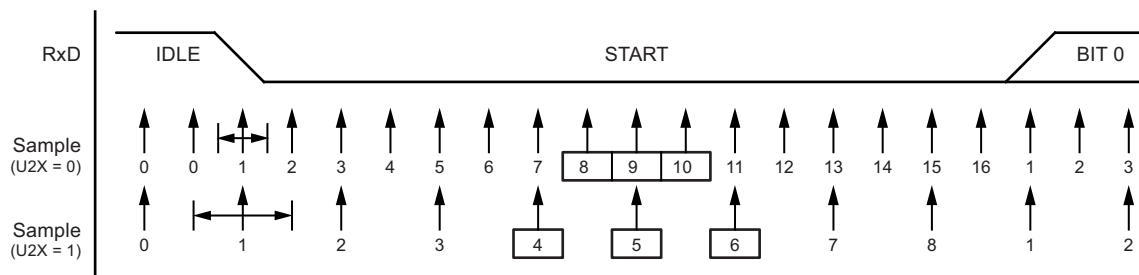 RxD IDLE START BIT 0
Sample
(U2X = 0) 0 0 1 2 3 4 5 6 7 8 9 10 11 12 13 14 15 16 1 2 3
Sample
(U2X = 1) 0 1 2 3 4 5 6 7 8 1 2